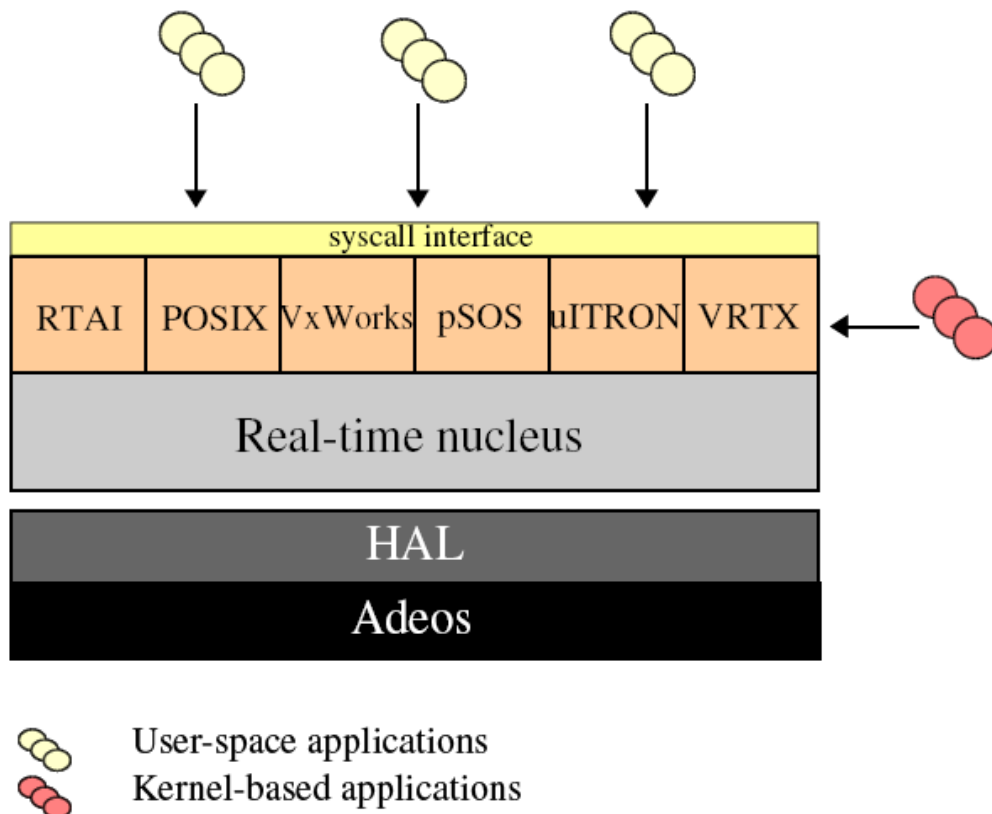 syscall interface
RTAI POSIX VxWorks pSOS uITRON VRTX
Real-time nucleus
HAL
Adeos
User-space applications
Kernel-based applications